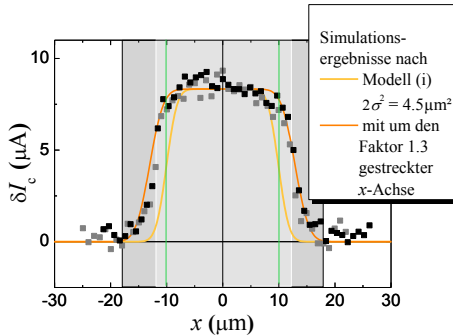 Simulations-
ergebnisse nach
Modell (i)
2σ² = 4.5µm²
mit um den
Faktor 1.3
gestreckter
x-Achse
10
5
0
δI_c (µA)
-30 -20 -10 0 10 20 30
x (µm)